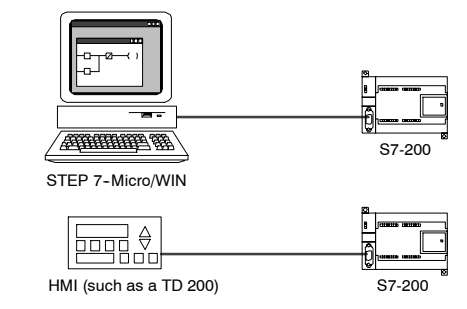 S7-200
STEP 7-Micro/WIN
HMI (such as a TD 200)
S7-200